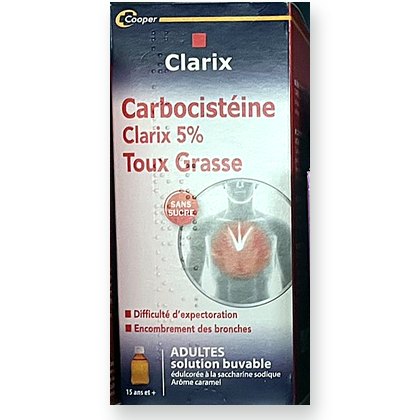 Cooper
Clarix
Carbocistéine
Clarix 5%
Toux Grasse
SANS
SUCRE
Difficulté d'expectoration
Encombrement des bronches
ADULTES
solution buvable
édulcorée à la saccharine sodique
Arôme caramel
15 ans et +